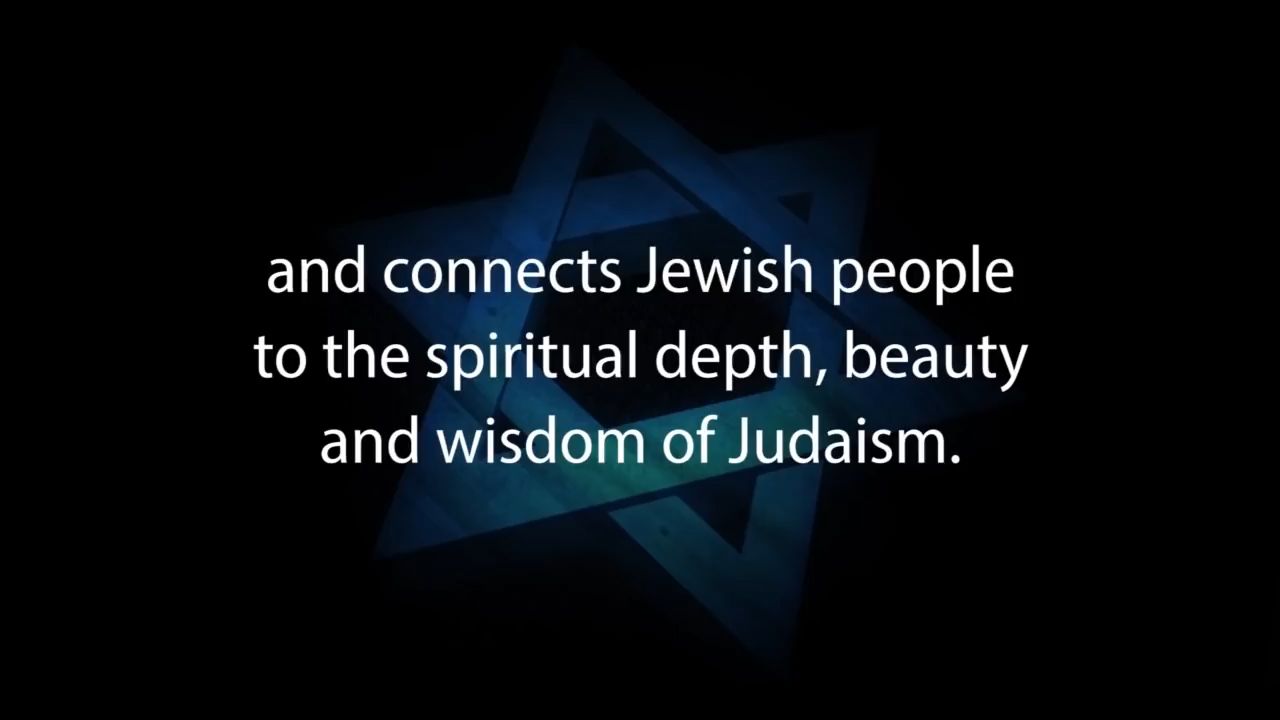 and connects Jewish people
to the spiritual depth, beauty
and wisdom of Judaism.